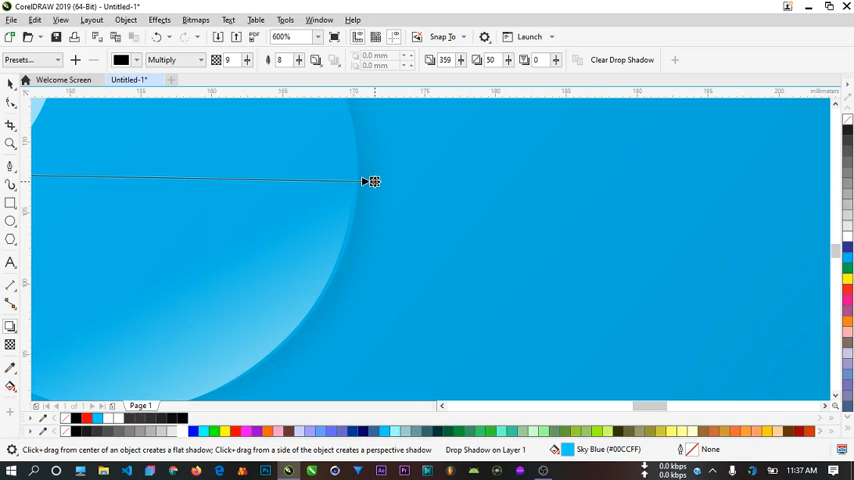 CorelDRAW 2019 (64-Bit) - Untitled-1*
File Edit View Layout Object Effects Bitmaps Text Table Tools Window Help
PDF 600% Snap To Launch
Presets... Multiply 9 8 0.0 mm 0.0 mm 359 50 0 Clear Drop Shadow
Welcome Screen Untitled-1*
150 155 160 165 170 175 180 185 190 195 200 millimeters
1 of 1 Page 1
Click+drag from center of an object creates a flat shadow; Click+drag from a side of the object creates a perspective shadow Drop Shadow on Layer 1 Sky Blue (#00CCFF) None
0.0 kbps
0.0 kbps
11:37 AM